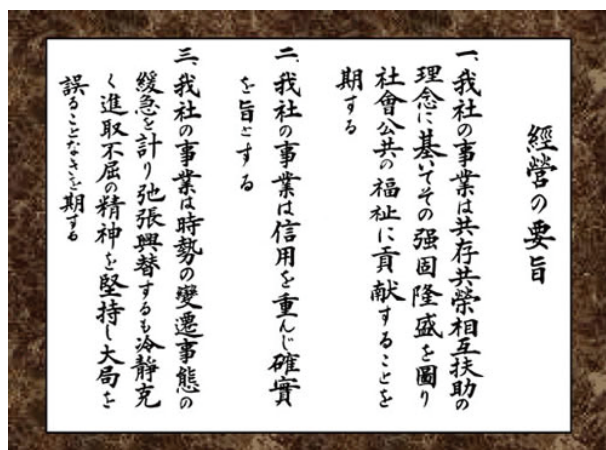 經營の要旨
一、我社の事業は共存共榮相互扶助の
理念に基いてその强固隆盛を圖り
社會公共の福祉に貢献することを
期する
二、我社の事業は信用を重んじ確實
を旨とする
三、我社の事業は時勢の變遷事態の
緩急を計り弛張興替するも冷靜克
く進取不屈の精神を堅持し大局を
誤ることなきを期する